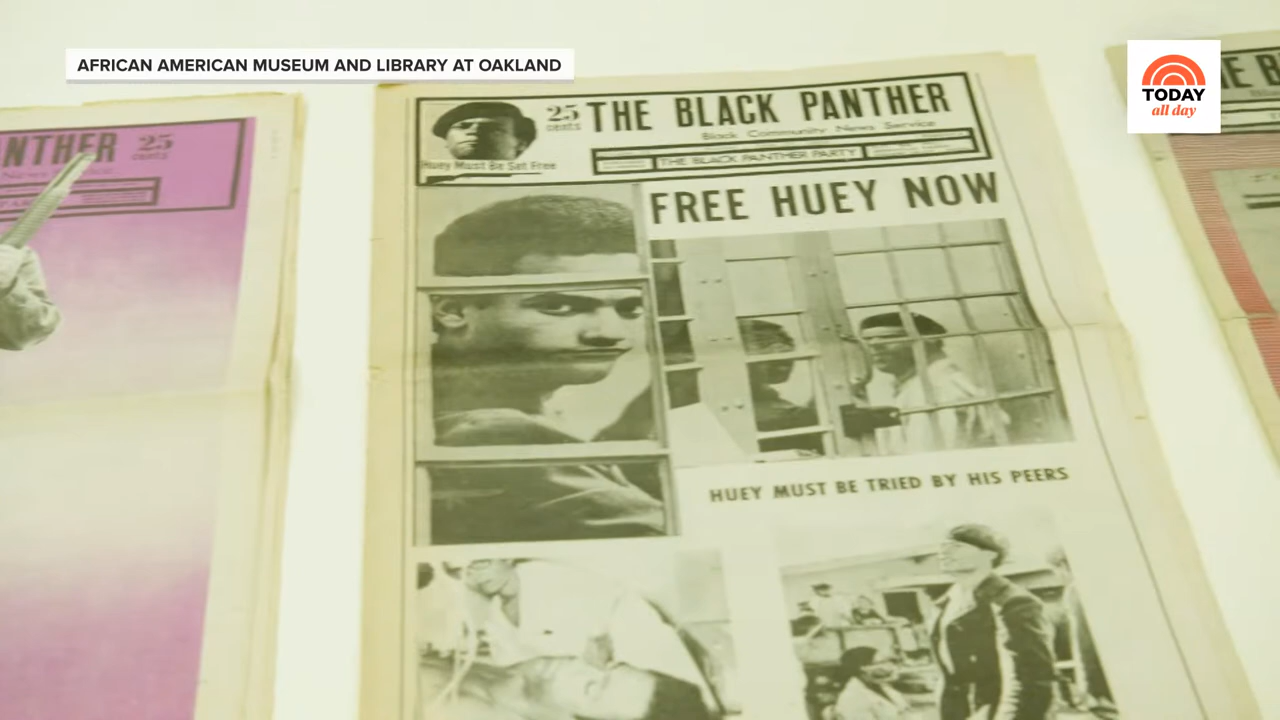 AFRICAN AMERICAN MUSEUM AND LIBRARY AT OAKLAND
TODAY
all day
NTHER 25
cents
25
cents
THE BLACK PANTHER
Black Community News Service
THE BLACK PANTHER PARTY
Huey Must Be Set Free
FREE HUEY NOW
HUEY MUST BE TRIED BY HIS PEERS